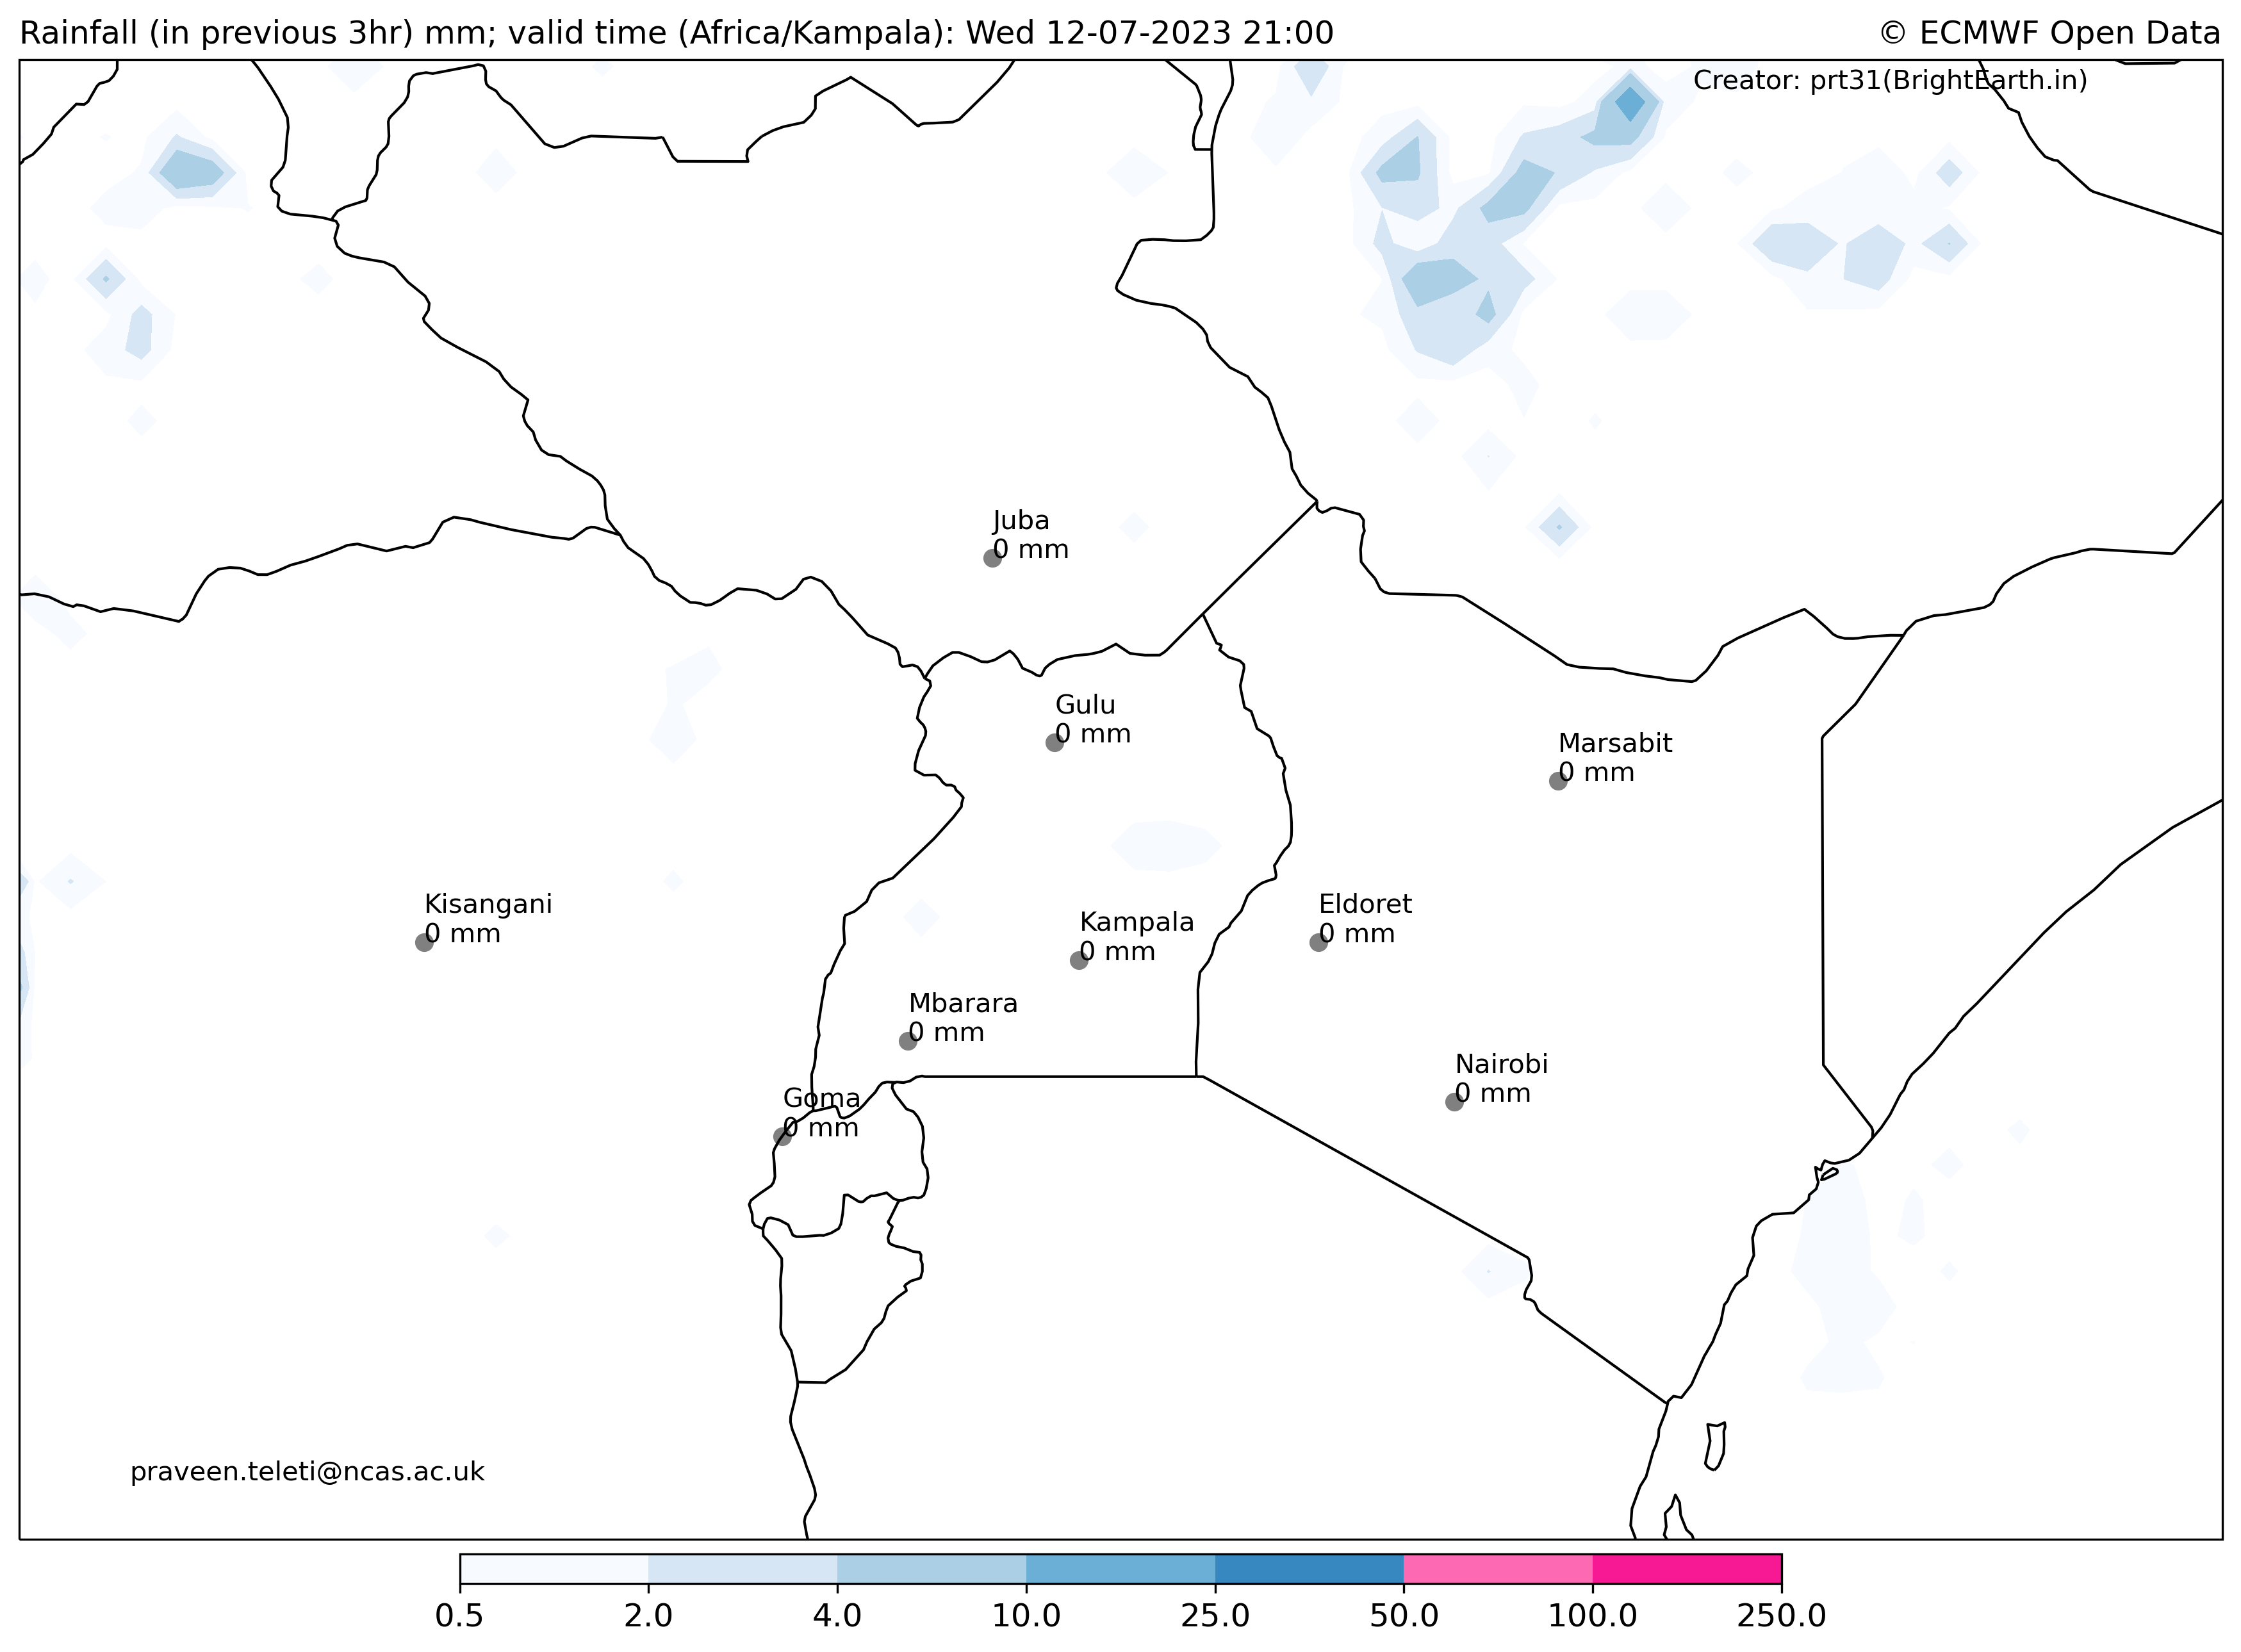 Rainfall (in previous 3hr) mm; valid time (Africa/Kampala): Wed 12-07-2023 21:00
© ECMWF Open Data
Creator: prt31(BrightEarth.in)
Juba
0 mm
Gulu
0 mm
Marsabit
0 mm
Kisangani
0 mm
Eldoret
0 mm
Kampala
0 mm
Mbarara
0 mm
Nairobi
0 mm
Goma
0 mm
praveen.teleti@ncas.ac.uk
0.5 2.0 4.0 10.0 25.0 50.0 100.0 250.0